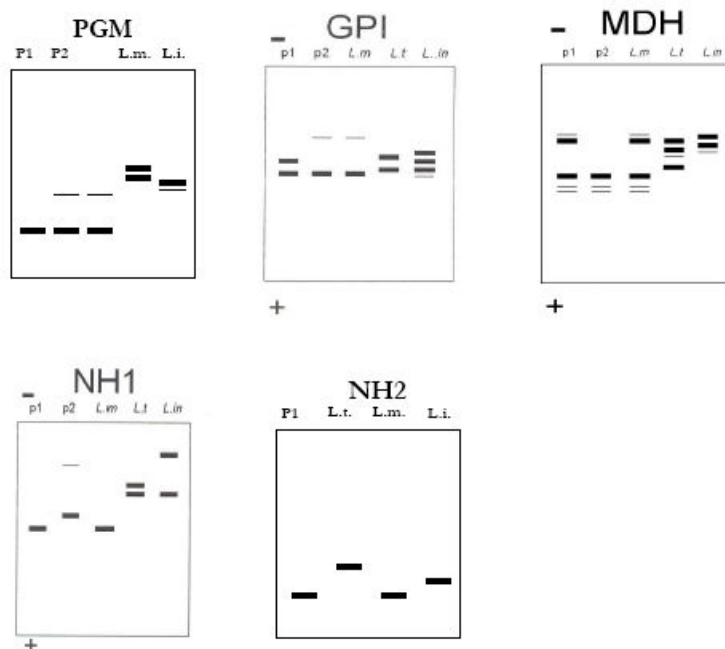 PGM
P1 P2 L.m. L.i.
- GPI
p1 p2 L.m L.t L..in
+
- MDH
p1 p2 L.m L.t L.in
+
- NH1
p1 p2 L.m L.t L.in
+
NH2
P1 L.t. L.m. L.i.